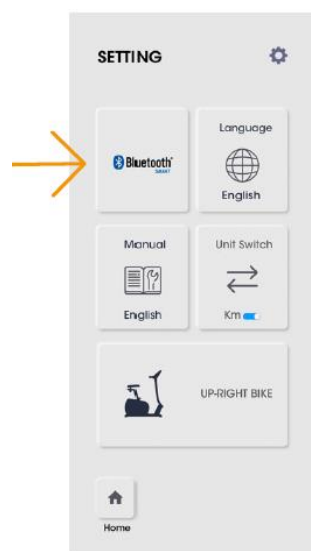 SETTING
Bluetooth®
SMART
Language
English
Manual
English
Unit Switch
Km
UP-RIGHT BIKE
Home